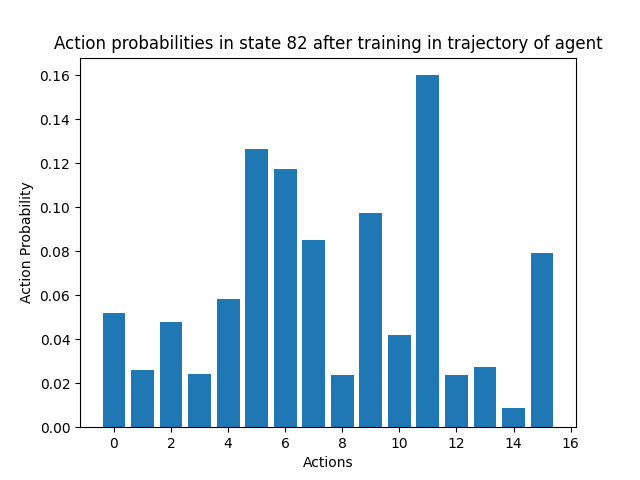 Action probabilities in state 82 after training in trajectory of agent
0.16
0.14
0.12
0.10
0.08
0.06
0.04
0.02
0.00
Action Probability
0 2 4 6 8 10 12 14 16
Actions